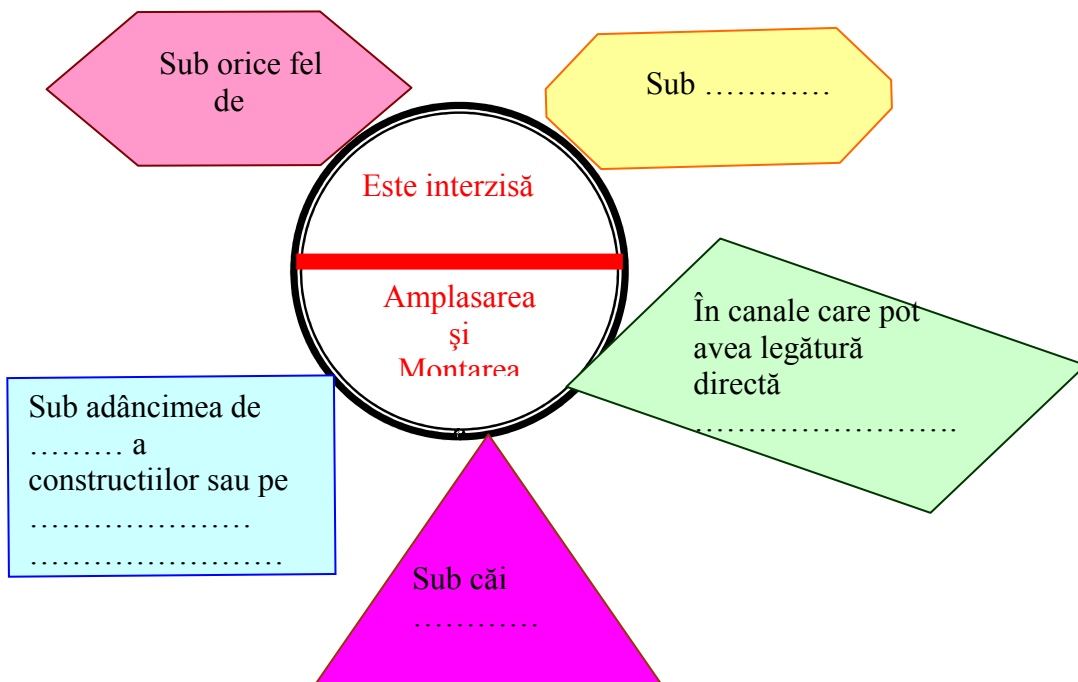 Sub orice fel
de
Sub …………
Este interzisă
Amplasarea
şi
Montarea
În canale care pot
avea legătură
directă
…………………….
Sub adâncimea de
……… a
constructiilor sau pe
…………………
……………………
Sub căi
…………